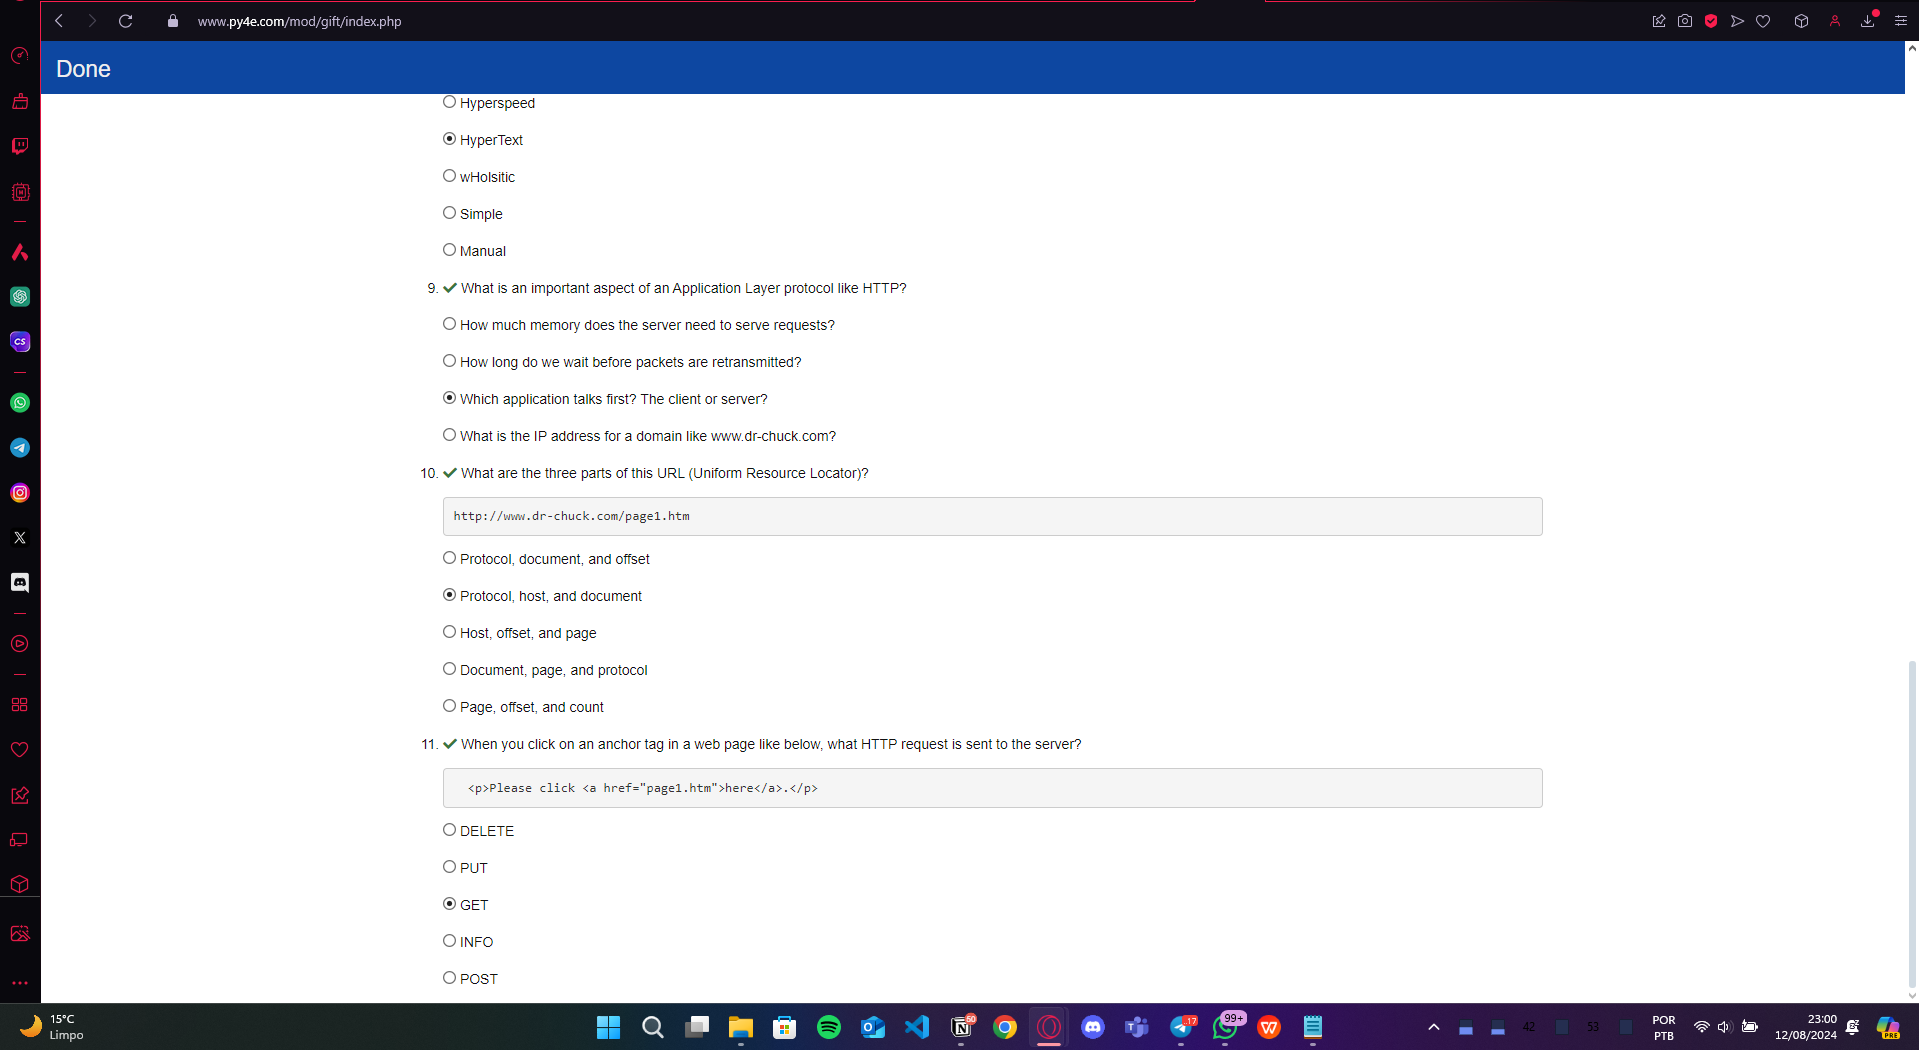 www.py4e.com/mod/gift/index.php
Done
Hyperspeed
HyperText
wHolsitic
Simple
Manual
9. What is an important aspect of an Application Layer protocol like HTTP?
How much memory does the server need to serve requests?
How long do we wait before packets are retransmitted?
Which application talks first? The client or server?
What is the IP address for a domain like www.dr-chuck.com?
10. What are the three parts of this URL (Uniform Resource Locator)?
http://www.dr-chuck.com/page1.htm
Protocol, document, and offset
Protocol, host, and document
Host, offset, and page
Document, page, and protocol
Page, offset, and count
11. When you click on an anchor tag in a web page like below, what HTTP request is sent to the server?
<p>Please click <a href="page1.htm">here</a>.</p>
DELETE
PUT
GET
INFO
POST
CS
15°C
Limpo
50
17
99+
42
53
POR
PTB
23:00
12/08/2024
PRE